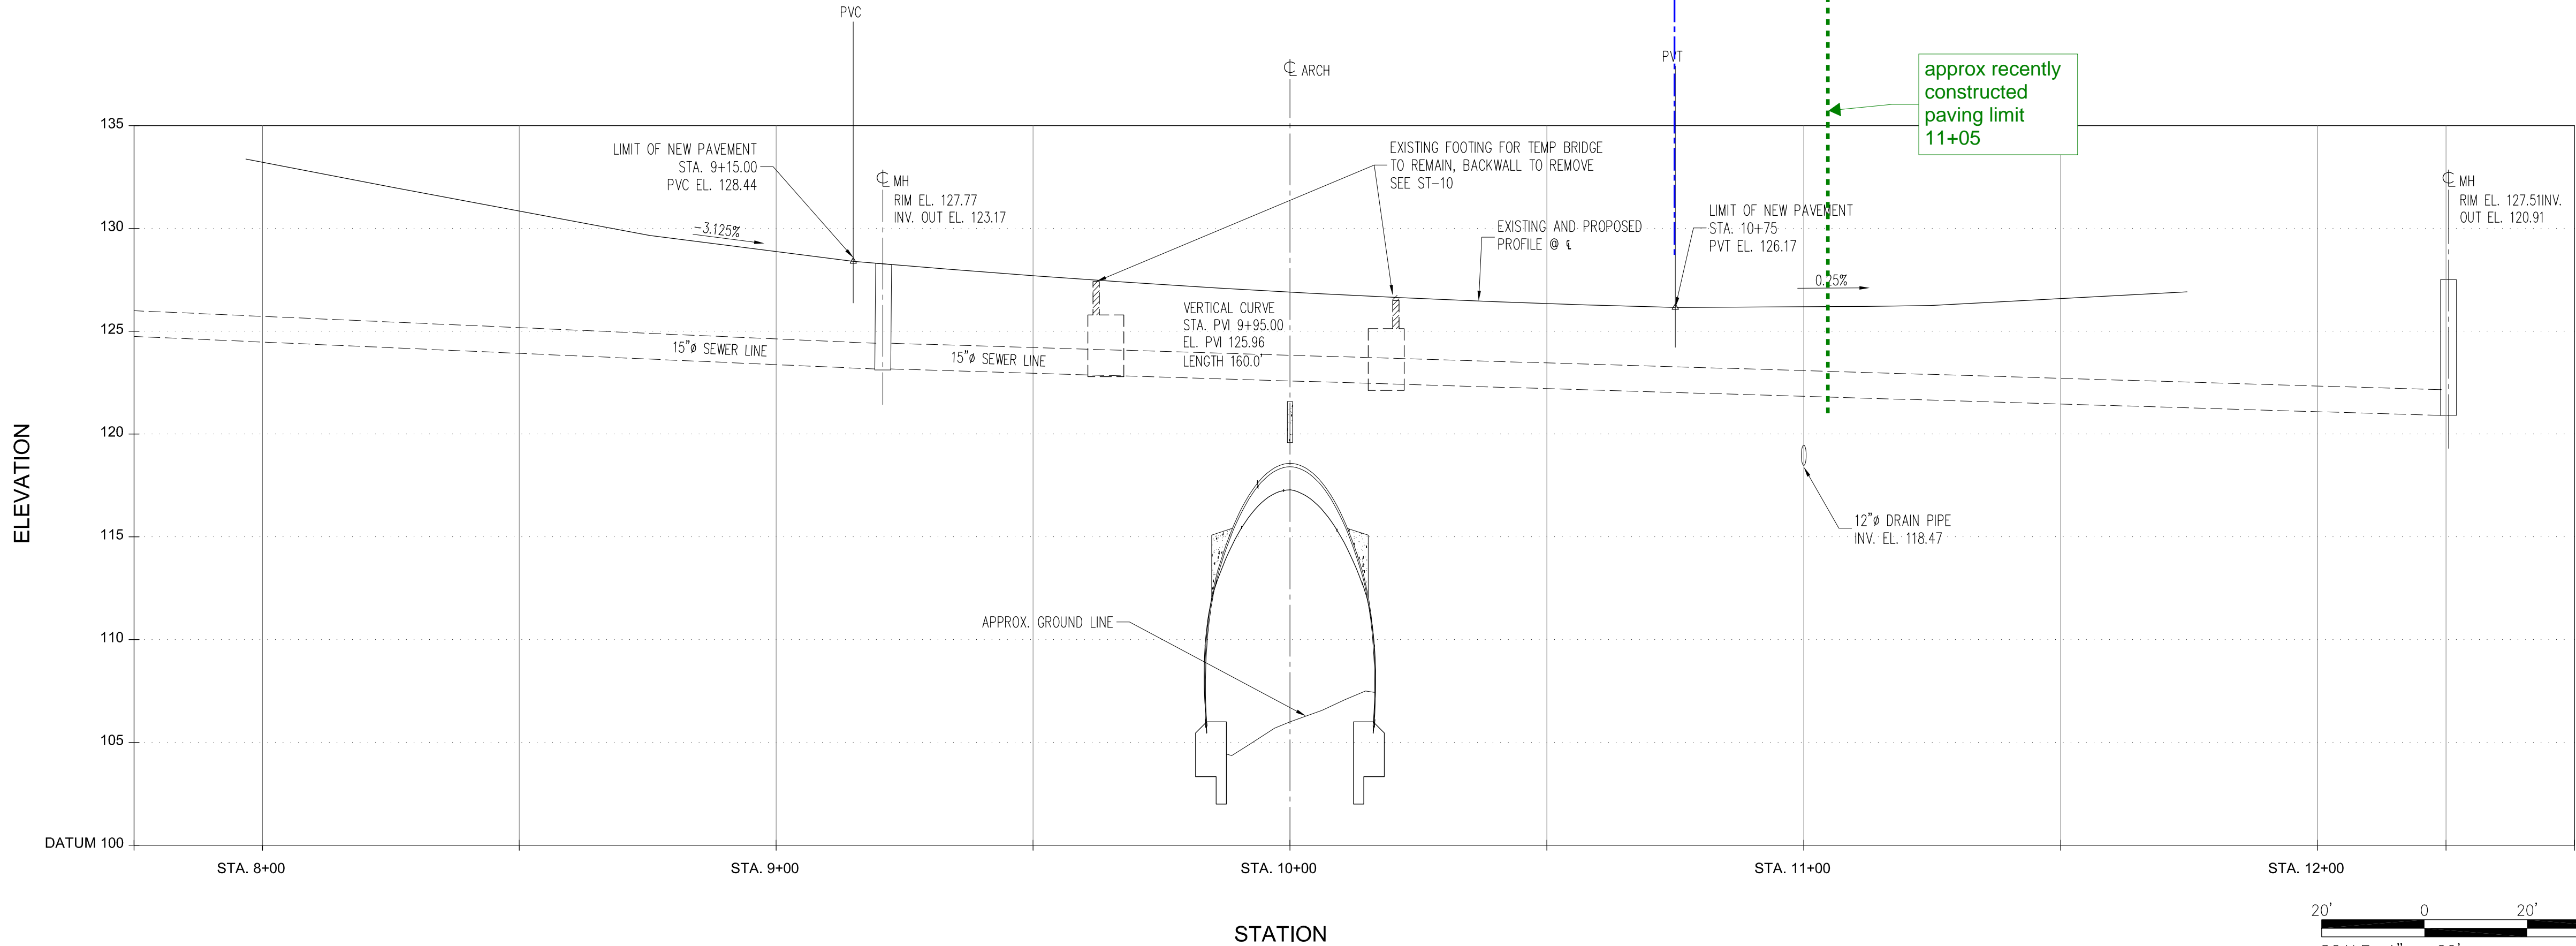 PVC
PVT
℄ ARCH
approx recently
constructed
paving limit
11+05
135
LIMIT OF NEW PAVEMENT
STA. 9+15.00
PVC EL. 128.44
℄ MH
RIM EL. 127.77
INV. OUT EL. 123.17
EXISTING FOOTING FOR TEMP BRIDGE
TO REMAIN, BACKWALL TO REMOVE
SEE ST-10
℄ MH
RIM EL. 127.51INV.
OUT EL. 120.91
130
-3.125%
EXISTING AND PROPOSED
PROFILE @ ℄
LIMIT OF NEW PAVEMENT
STA. 10+75
PVT EL. 126.17
0.25%
125
15"ø SEWER LINE
15"ø SEWER LINE
VERTICAL CURVE
STA. PVI 9+95.00
EL. PVI 125.96
LENGTH 160.0'
120
ELEVATION
115
12"ø DRAIN PIPE
INV. EL. 118.47
110
APPROX. GROUND LINE
105
DATUM 100
STA. 8+00
STA. 9+00
STA. 10+00
STA. 11+00
STA. 12+00
20' 0 20'
STATION